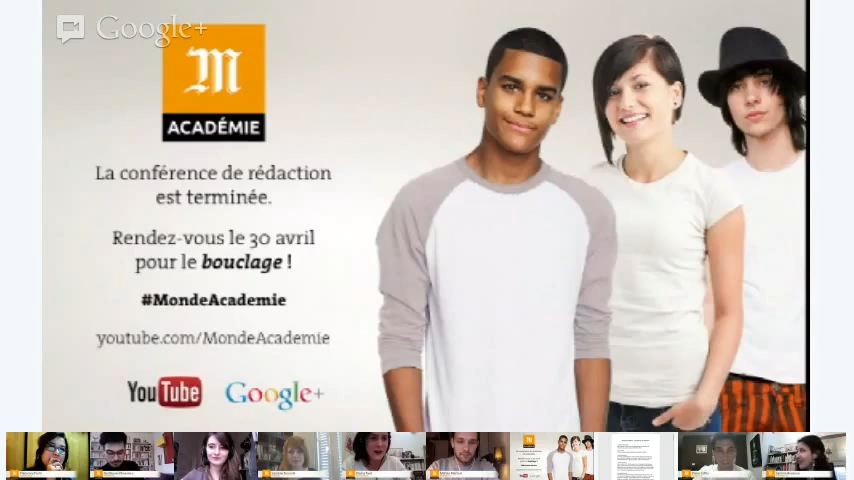 Google+
M
ACADÉMIE
La conférence de rédaction
est terminée.
Rendez-vous le 30 avril
pour le bouclage !
#MondeAcademie
youtube.com/MondeAcademie
YouTube
Google+